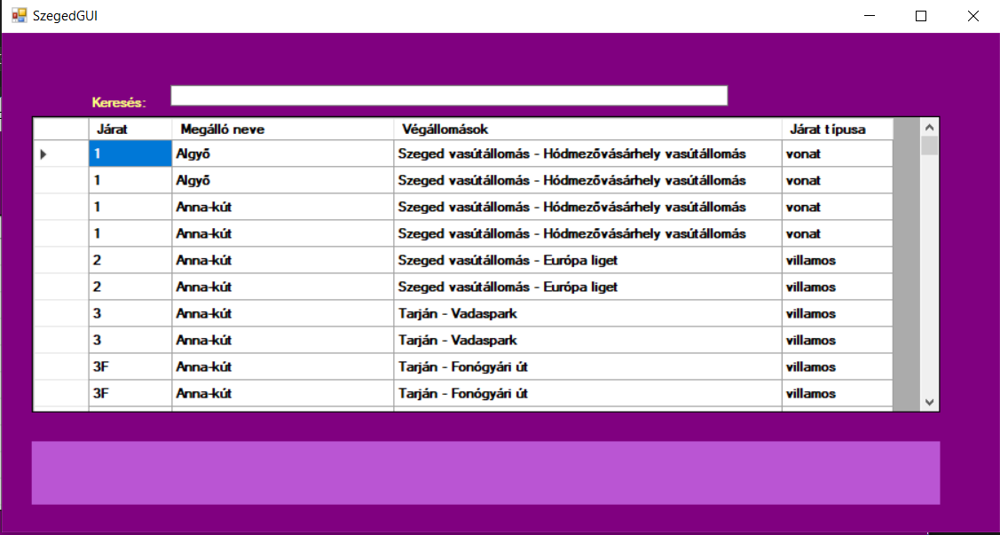 SzegedGUI
Keresés:
Járat Megálló neve Végállomások Járat típusa
1 Algyő Szeged vasútállomás - Hódmezővásárhely vasútállomás vonat
1 Algyő Szeged vasútállomás - Hódmezővásárhely vasútállomás vonat
1 Anna-kút Szeged vasútállomás - Hódmezővásárhely vasútállomás vonat
1 Anna-kút Szeged vasútállomás - Hódmezővásárhely vasútállomás vonat
2 Anna-kút Szeged vasútállomás - Európa liget villamos
2 Anna-kút Szeged vasútállomás - Európa liget villamos
3 Anna-kút Tarján - Vadaspark villamos
3 Anna-kút Tarján - Vadaspark villamos
3F Anna-kút Tarján - Fonógyári út villamos
3F Anna-kút Tarján - Fonógyári út villamos